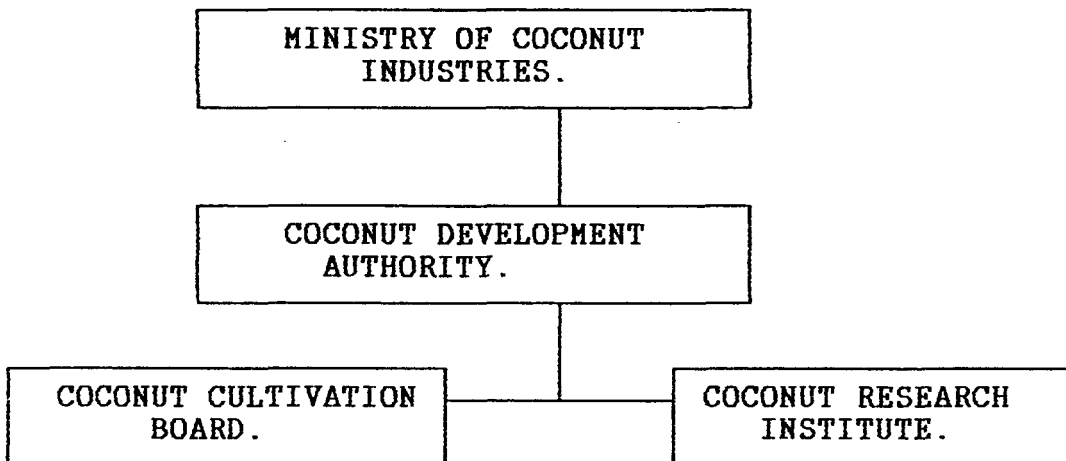 MINISTRY OF COCONUT
INDUSTRIES.
COCONUT DEVELOPMENT
AUTHORITY.
COCONUT CULTIVATION
BOARD.
COCONUT RESEARCH
INSTITUTE.